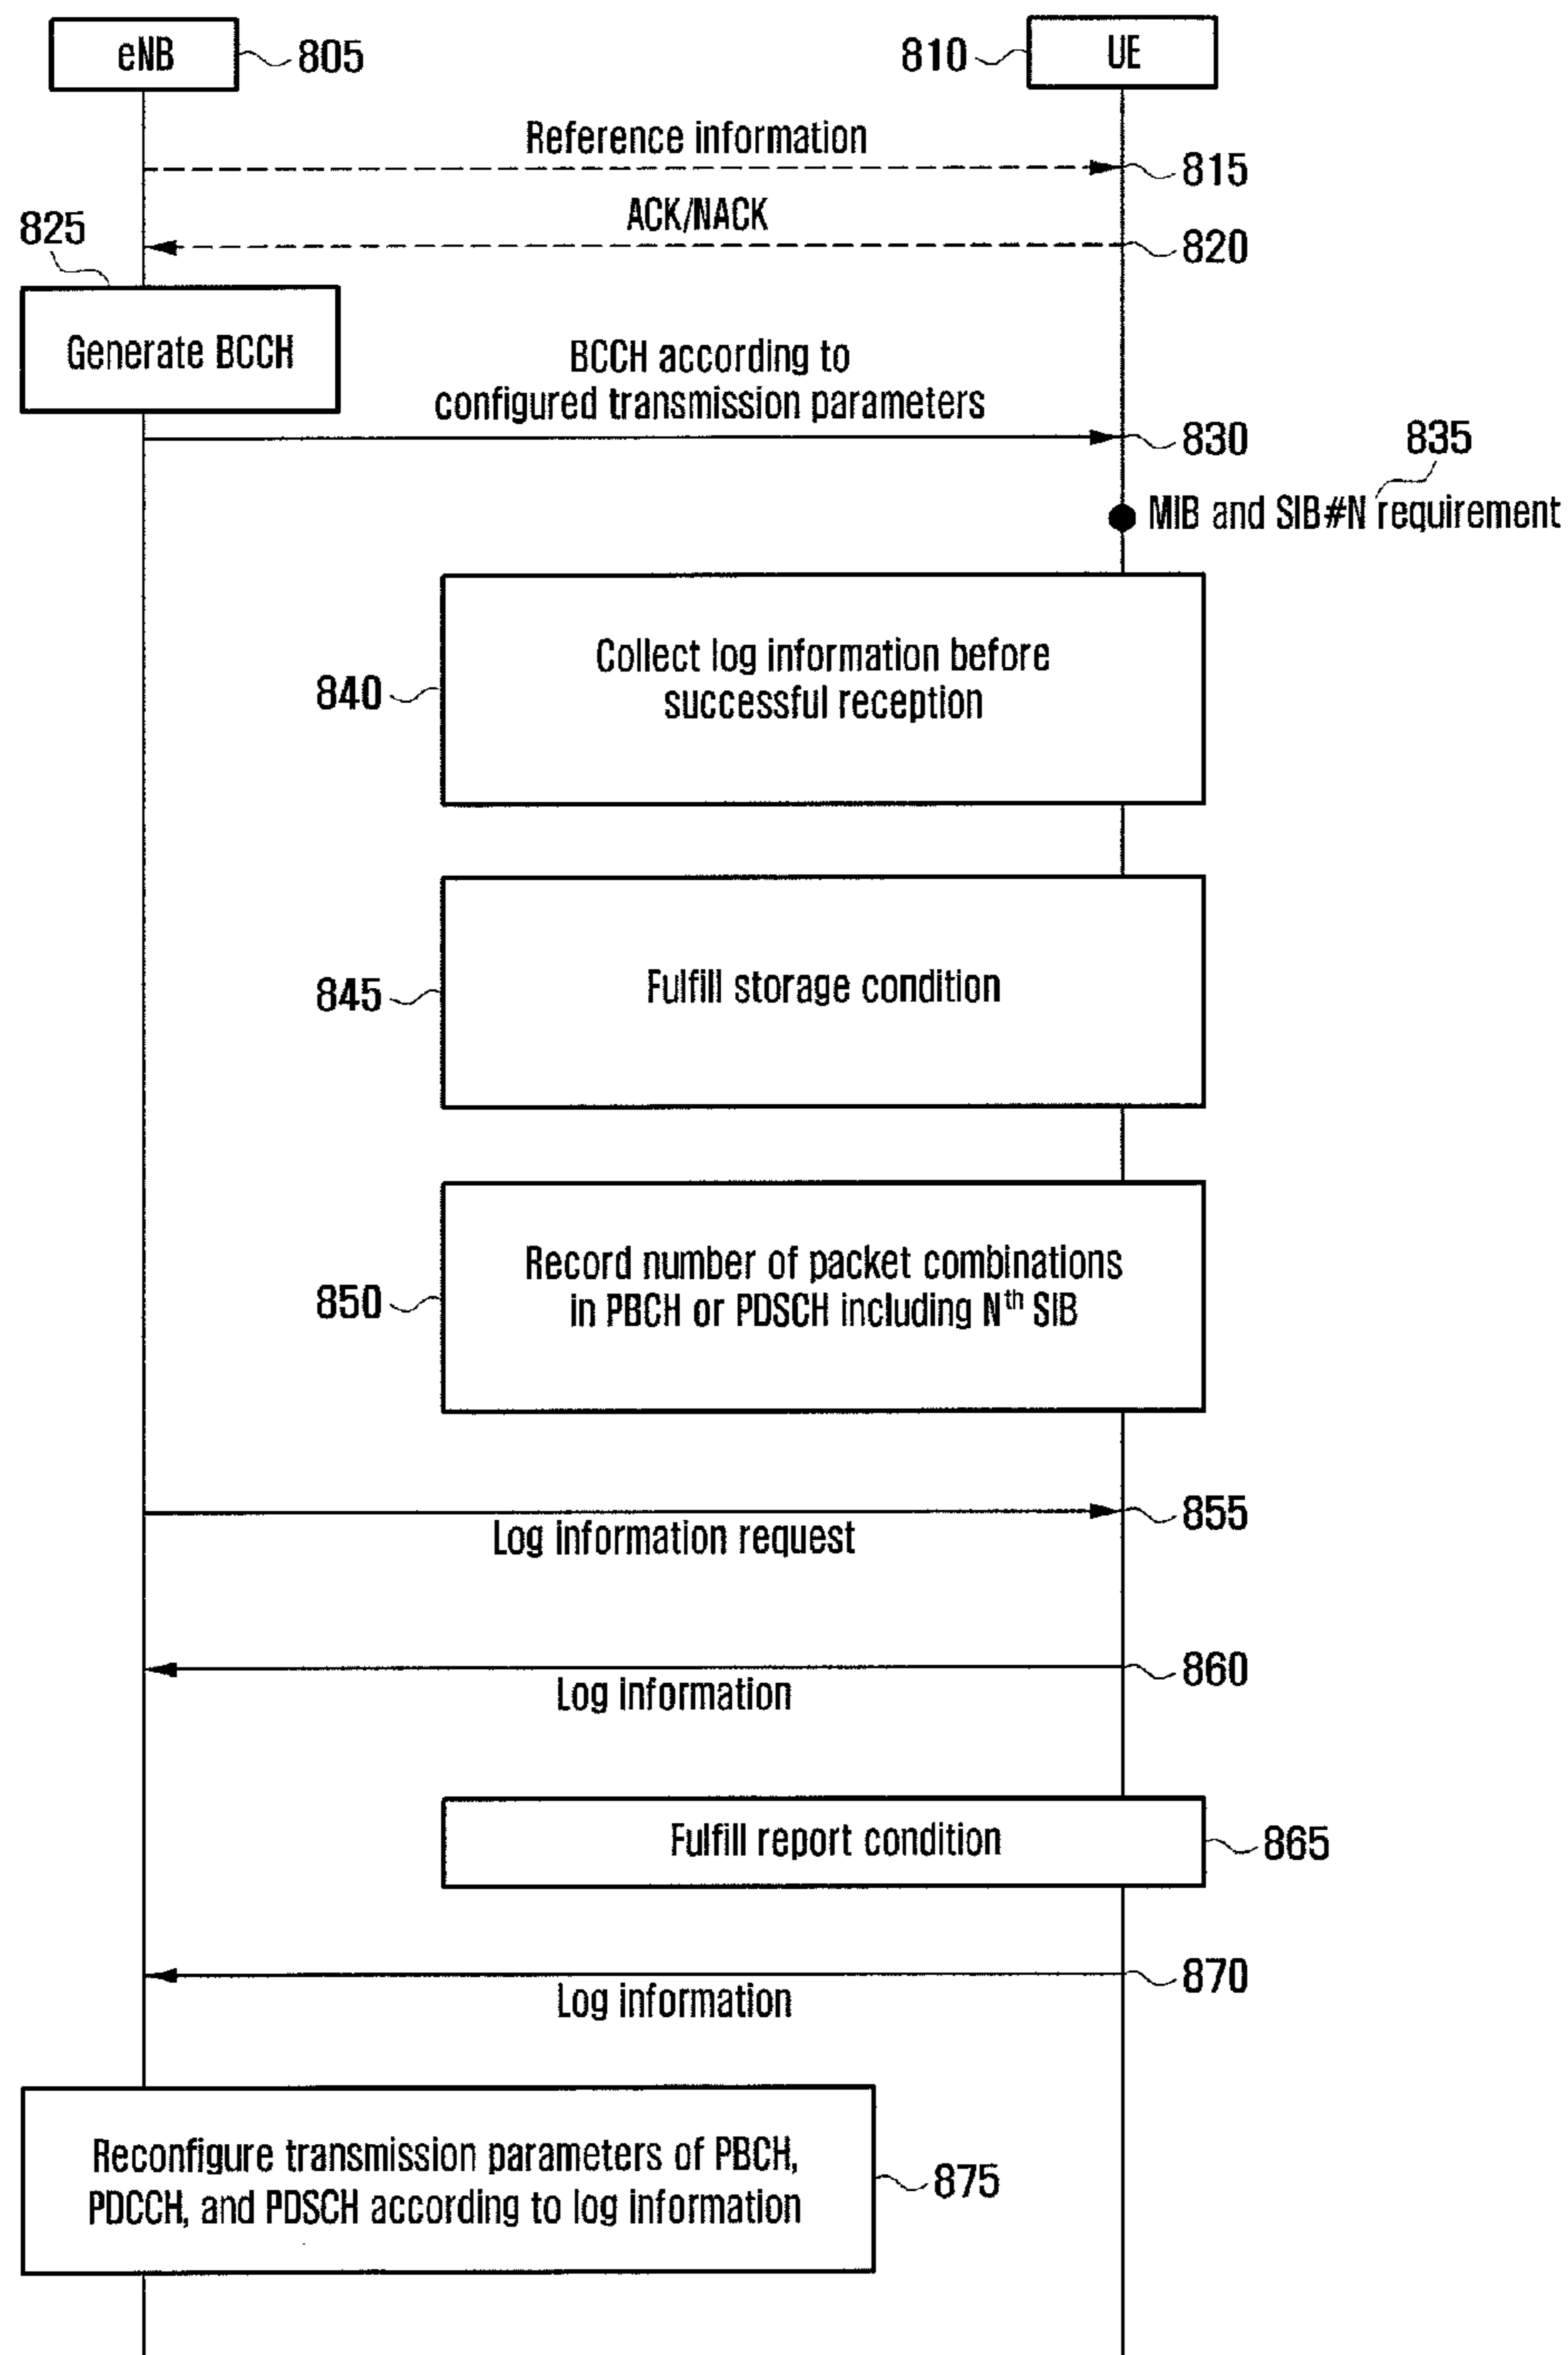 eNB
805
810
UE
Reference information
815
ACK/NACK
820
825
Generate BCCH
BCCH according to
configured transmission parameters
830
835
MIB and SIB#N requirement
Collect log information before
successful reception
840
Fulfill storage condition
845
Record number of packet combinations
in PBCH or PDSCH including Nth SIB
850
855
Log information request
860
Log information
Fulfill report condition
865
870
Log information
Reconfigure transmission parameters of PBCH,
PDCCH, and PDSCH according to log information
875